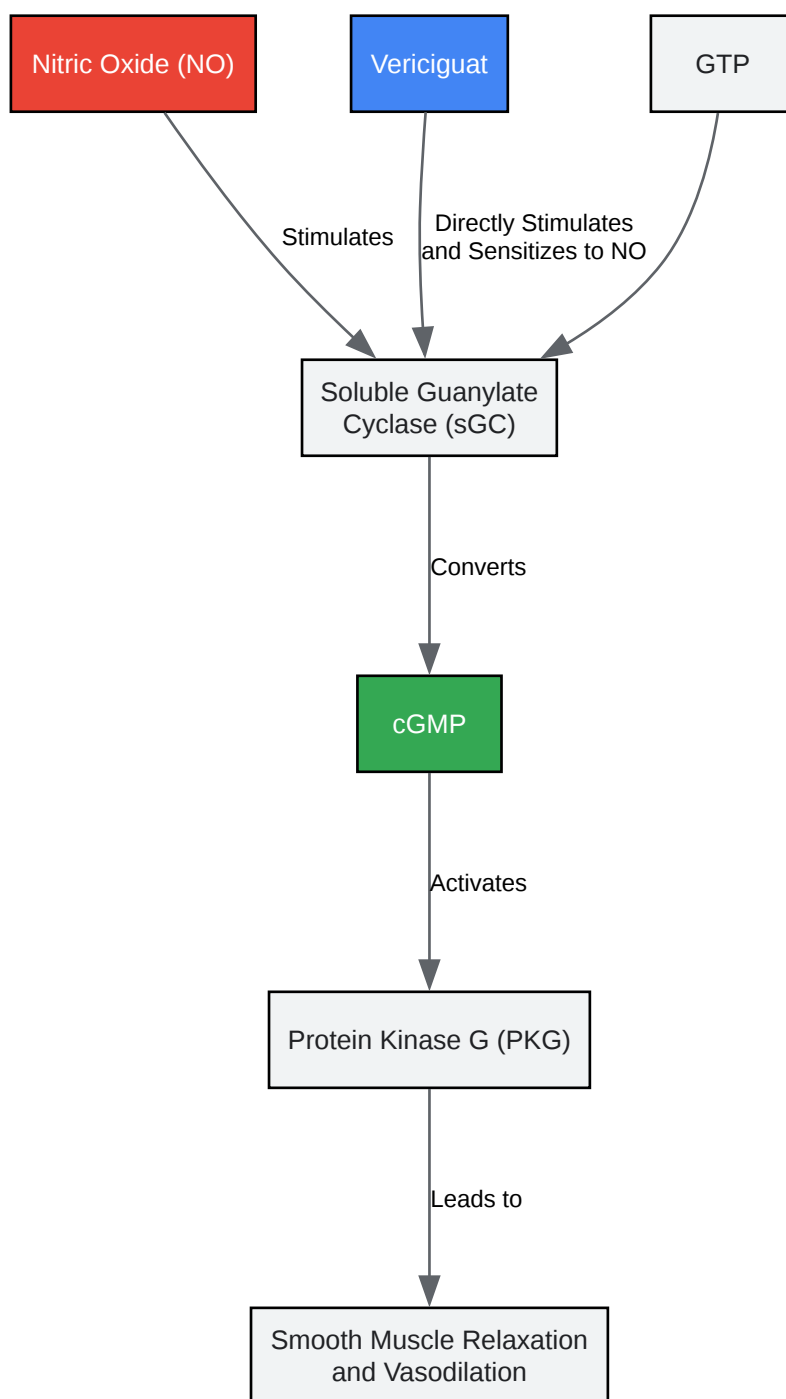 Nitric Oxide (NO)
Vericiguat
GTP
Stimulates
Directly Stimulates
and Sensitizes to NO
Soluble Guanylate
Cyclase (sGC)
Converts
cGMP
Activates
Protein Kinase G (PKG)
Leads to
Smooth Muscle Relaxation
and Vasodilation